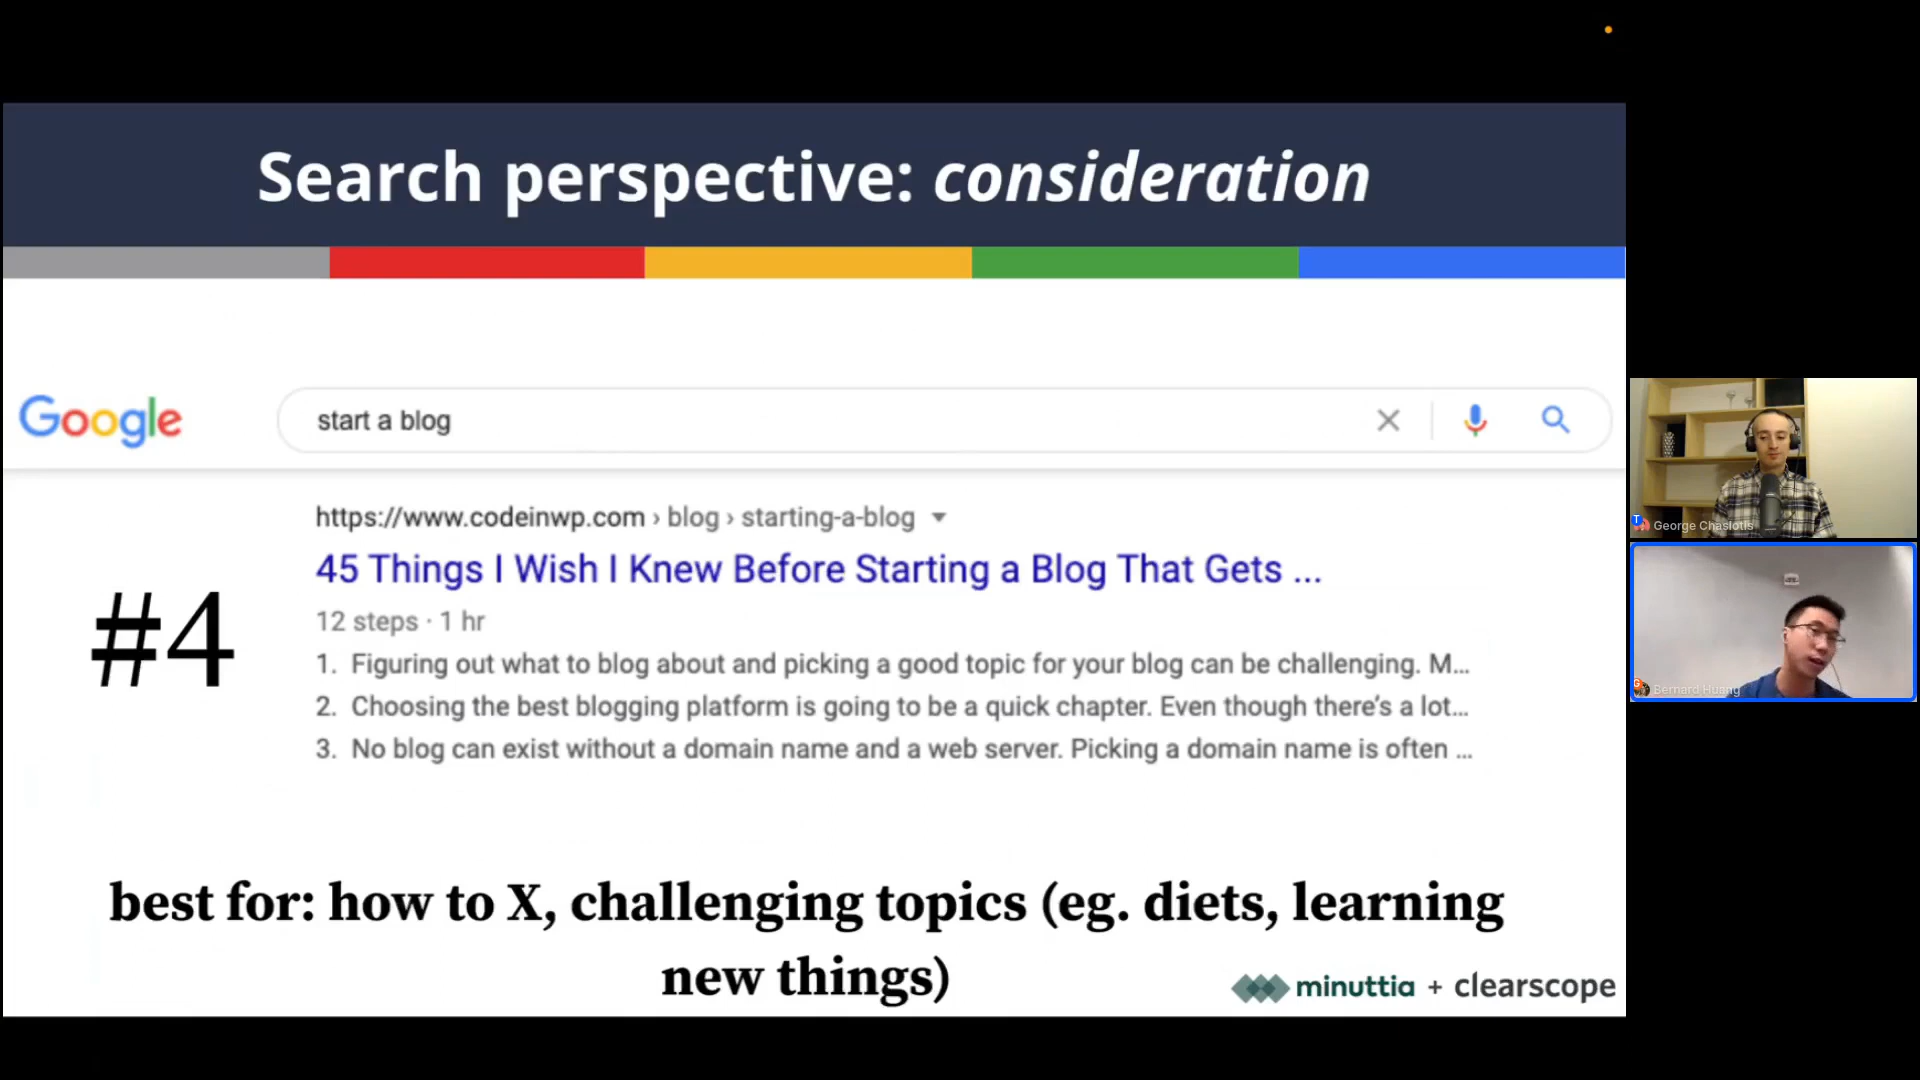 Search perspective: consideration
Google
start a blog
https://www.codeinwp.com › blog › starting-a-blog
45 Things I Wish I Knew Before Starting a Blog That Gets ...
#4
12 steps · 1 hr
1. Figuring out what to blog about and picking a good topic for your blog can be challenging. M...
2. Choosing the best blogging platform is going to be a quick chapter. Even though there's a lot...
3. No blog can exist without a domain name and a web server. Picking a domain name is often ...
best for: how to X, challenging topics (eg. diets, learning
new things)
minuttia + clearscope
George Chasiotis
Bernard Huang